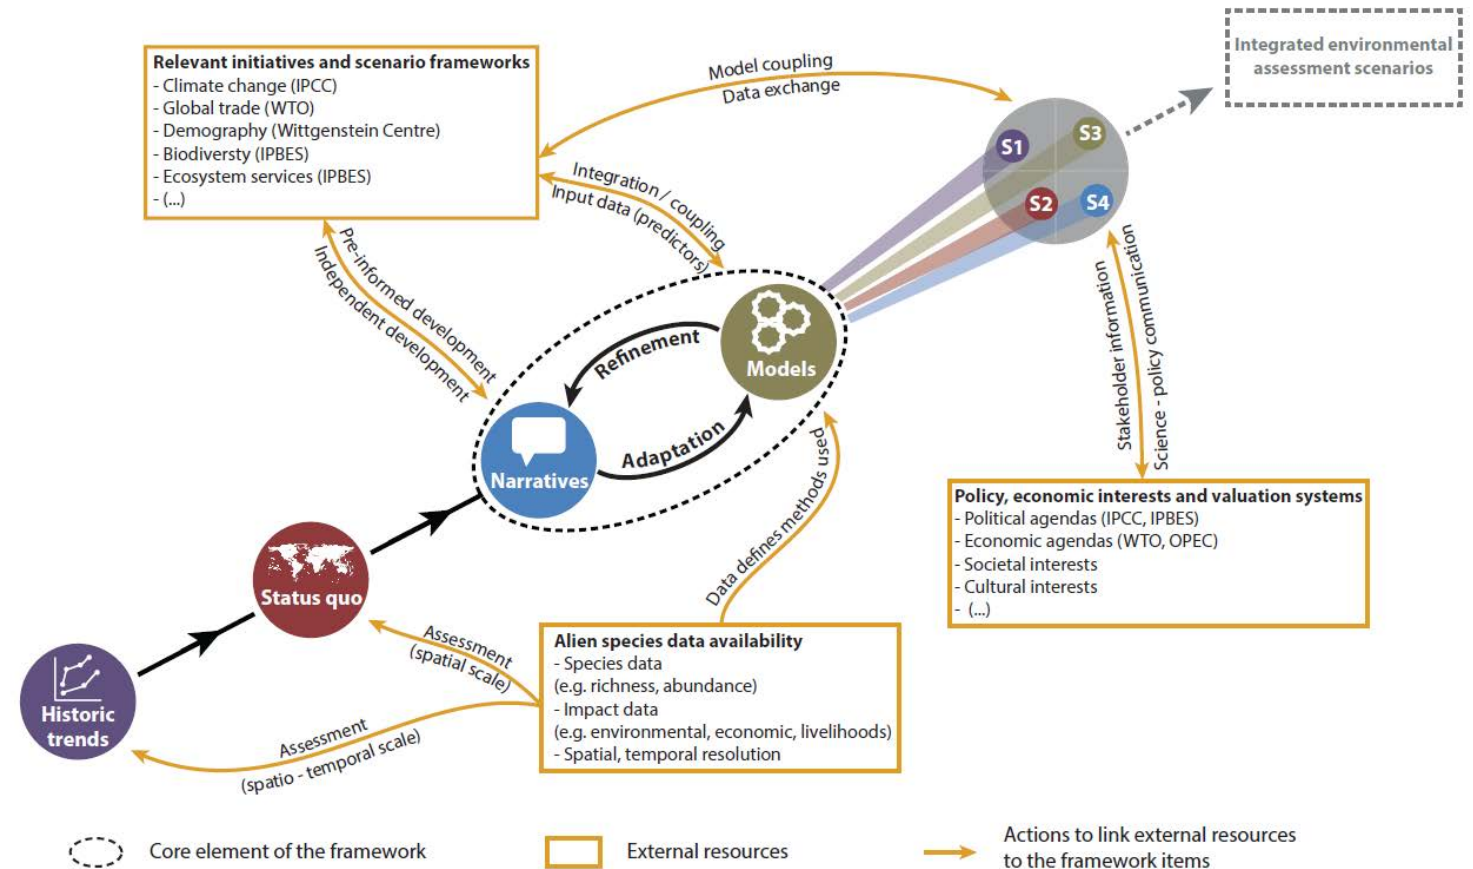 Integrated environmental
assessment scenarios
Relevant initiatives and scenario frameworks
- Climate change (IPCC)
- Global trade (WTO)
- Demography (Wittgenstein Centre)
- Biodiversty (IPBES)
- Ecosystem services (IPBES)
- (...)
Model coupling
Data exchange
S1
S3
S2
S4
Integration / coupling
Input data (predictors)
Pre-informed development
Independent development
Stakeholder information
Science - policy communication
Refinement
Models
Adaptation
Narratives
Data defines methods used
Policy, economic interests and valuation systems
- Political agendas (IPCC, IPBES)
- Economic agendas (WTO, OPEC)
- Societal interests
- Cultural interests
- (...)
Status quo
Assessment
(spatial scale)
Alien species data availability
- Species data
(e.g. richness, abundance)
- Impact data
(e.g. environmental, economic, livelihoods)
- Spatial, temporal resolution
Historic
trends
Assessment
(spatio - temporal scale)
Core element of the framework
External resources
Actions to link external resources
to the framework items